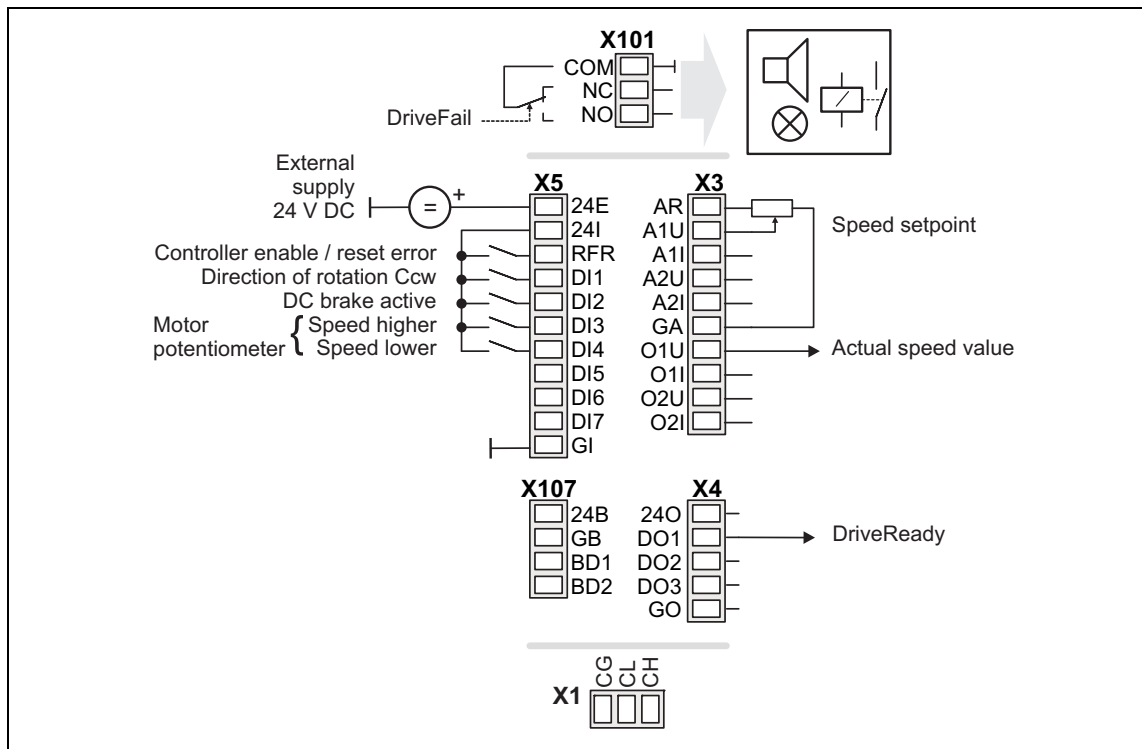 X101
COM
NC
NO
DriveFail
External
supply
24 V DC
=
+
X5
24E
24I
RFR
DI1
DI2
DI3
DI4
DI5
DI6
DI7
GI
Controller enable / reset error
Direction of rotation Ccw
DC brake active
Motor
potentiometer
{
Speed higher
Speed lower
X3
AR
A1U
A1I
A2U
A2I
GA
O1U
O1I
O2U
O2I
Speed setpoint
Actual speed value
X107
24B
GB
BD1
BD2
X4
24O
DO1
DO2
DO3
GO
DriveReady
X1
CG
CL
CH